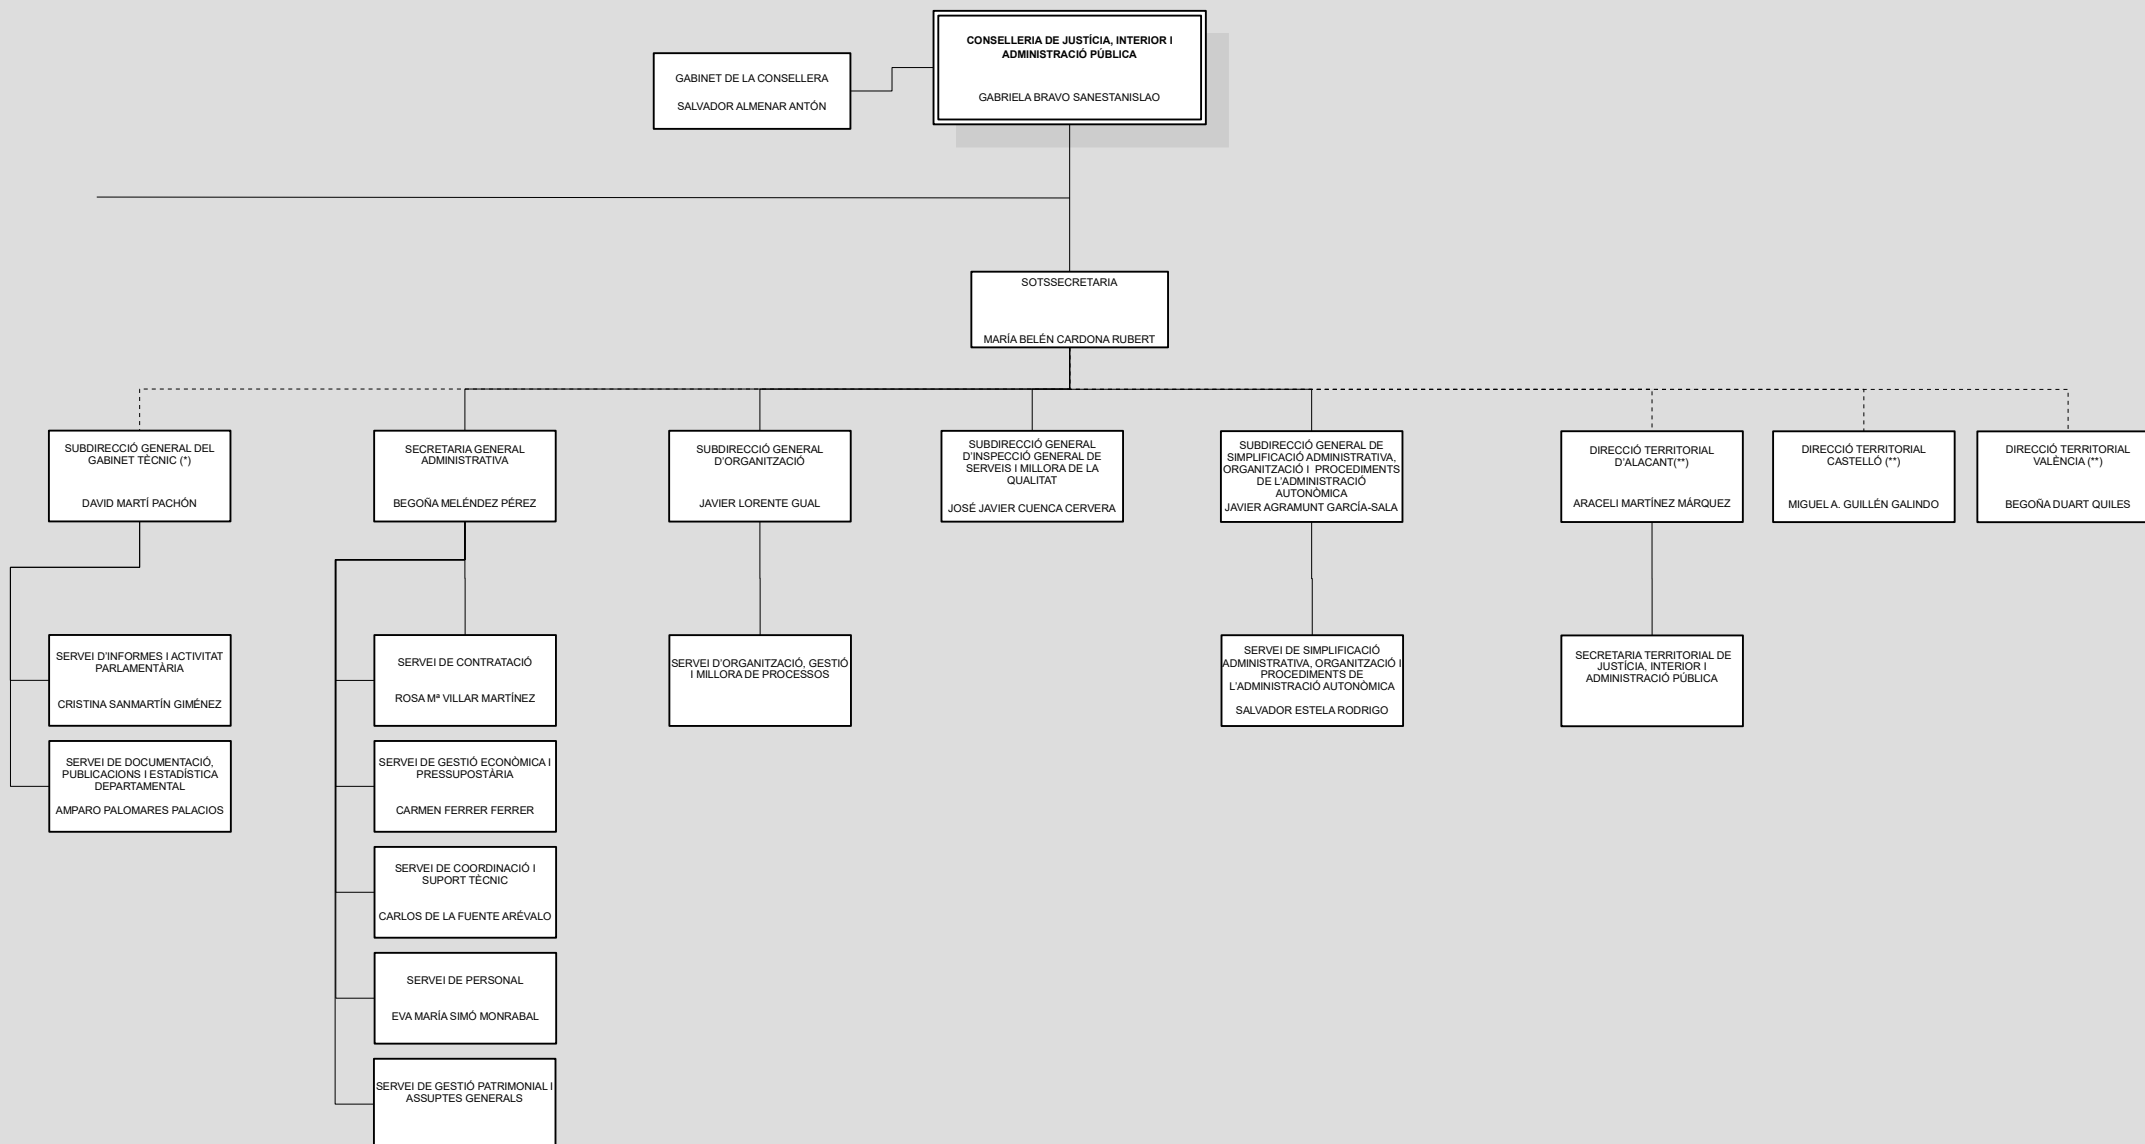 CONSELLERIA DE JUSTÍCIA, INTERIOR I
ADMINISTRACIÓ PÚBLICA
GABRIELA BRAVO SANESTANISLAO
GABINET DE LA CONSELLERA
SALVADOR ALMENAR ANTÓN
SOTSSECRETARIA
MARÍA BELÉN CARDONA RUBERT
SUBDIRECCIÓ GENERAL DEL
GABINET TÈCNIC (*)
DAVID MARTÍ PACHÓN
SECRETARIA GENERAL
ADMINISTRATIVA
BEGOÑA MELÉNDEZ PÉREZ
SUBDIRECCIÓ GENERAL
D'ORGANITZACIÓ
JAVIER LORENTE GUAL
SUBDIRECCIÓ GENERAL
D'INSPECCIÓ GENERAL DE
SERVEIS I MILLORA DE LA
QUALITAT
JOSÉ JAVIER CUENCA CERVERA
SUBDIRECCIÓ GENERAL DE
SIMPLIFICACIÓ ADMINISTRATIVA,
ORGANITZACIÓ I PROCEDIMENTS
DE L'ADMINISTRACIÓ
AUTONÒMICA
JAVIER AGRAMUNT GARCÍA-SALA
DIRECCIÓ TERRITORIAL
D'ALACANT(**)
ARACELI MARTÍNEZ MÁRQUEZ
DIRECCIÓ TERRITORIAL
CASTELLÓ (**)
MIGUEL A. GUILLÉN GALINDO
DIRECCIÓ TERRITORIAL
VALÈNCIA (**)
BEGOÑA DUART QUILES
SERVEI D'INFORMES I ACTIVITAT
PARLAMENTÀRIA
CRISTINA SANMARTÍN GIMÉNEZ
SERVEI DE CONTRATACIÓ
ROSA Mª VILLAR MARTÍNEZ
SERVEI D'ORGANITZACIÓ, GESTIÓ
I MILLORA DE PROCESSOS
SERVEI DE SIMPLIFICACIÓ
ADMINISTRATIVA, ORGANITZACIÓ I
PROCEDIMENTS DE
L'ADMINISTRACIÓ AUTONÒMICA
SALVADOR ESTELA RODRIGO
SECRETARIA TERRITORIAL DE
JUSTÍCIA, INTERIOR I
ADMINISTRACIÓ PÚBLICA
SERVEI DE DOCUMENTACIÓ,
PUBLICACIONS I ESTADÍSTICA
DEPARTAMENTAL
AMPARO PALOMARES PALACIOS
SERVEI DE GESTIÓ ECONÒMICA I
PRESSUPOSTÀRIA
CARMEN FERRER FERRER
SERVEI DE COORDINACIÓ I
SUPORT TÈCNIC
CARLOS DE LA FUENTE ARÉVALO
SERVEI DE PERSONAL
EVA MARÍA SIMÓ MONRABAL
SERVEI DE GESTIÓ PATRIMONIAL I
ASSUPTES GENERALS